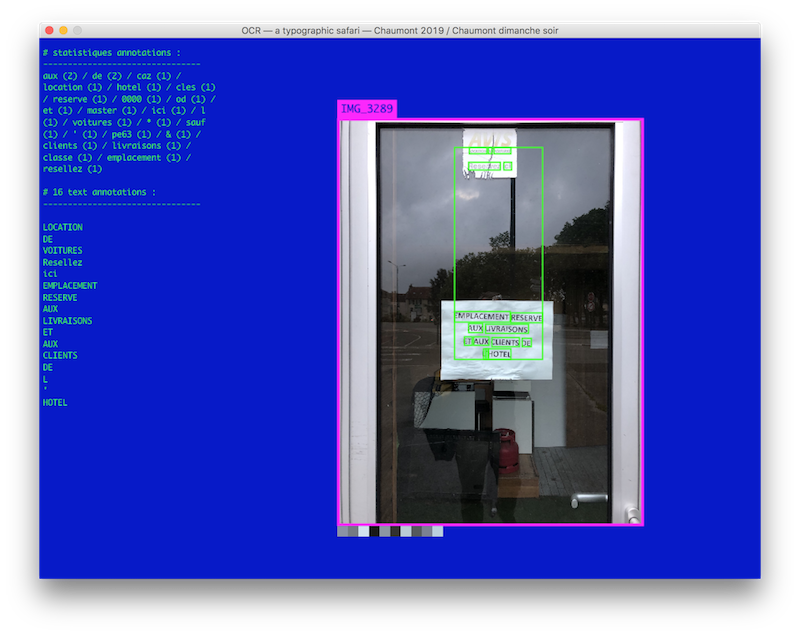 OCR — a typographic safari — Chaumont 2019 / Chaumont dimanche soir
# statistiques annotations :
-------------------------------
aux (2) / de (2) / caz (1) /
location (1) / hotel (1) / cles (1)
/ reserve (1) / 0000 (1) / od (1) /
et (1) / master (1) / ici (1) / l
(1) / voitures (1) / * (1) / sauf
(1) / ' (1) / pe63 (1) / & (1) /
clients (1) / livraisons (1) /
classe (1) / emplacement (1) /
resellez (1)
# 16 text annotations :
-------------------------------
LOCATION
DE
VOITURES
Resellez
ici
EMPLACEMENT
RESERVE
AUX
LIVRAISONS
ET
AUX
CLIENTS
DE
L
'
HOTEL
IMG_3289
AVIS
EMPLACEMENT RESERVE
AUX LIVRAISONS
ET AUX CLIENTS DE
L'HOTEL